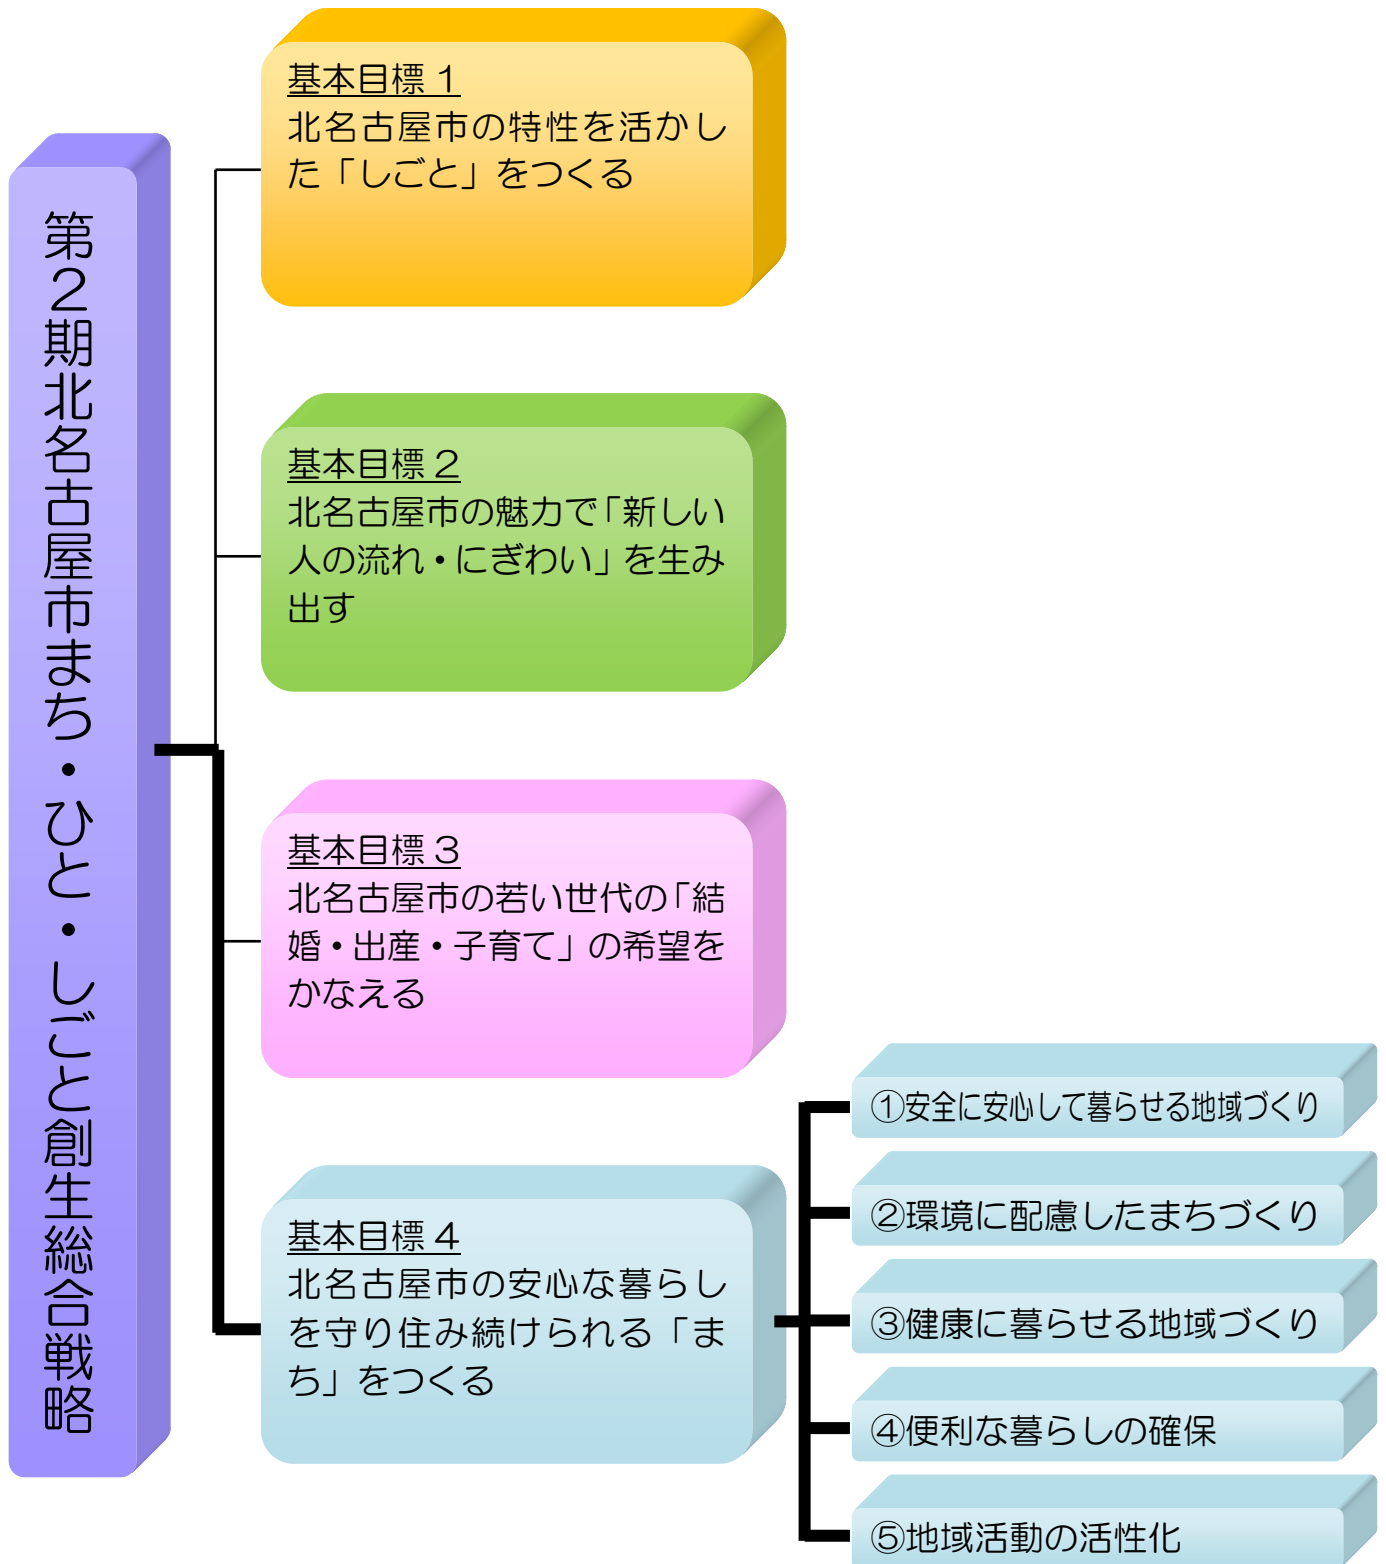 第２期北名古屋市まち・ひと・しごと創生総合戦略
基本目標１
北名古屋市の特性を活かし
た「しごと」をつくる
基本目標２
北名古屋市の魅力で「新しい
人の流れ・にぎわい」を生み
出す
基本目標３
北名古屋市の若い世代の「結
婚・出産・子育て」の希望を
かなえる
基本目標４
北名古屋市の安心な暮らし
を守り住み続けられる「ま
ち」をつくる
①安全に安心して暮らせる地域づくり
②環境に配慮したまちづくり
③健康に暮らせる地域づくり
④便利な暮らしの確保
⑤地域活動の活性化